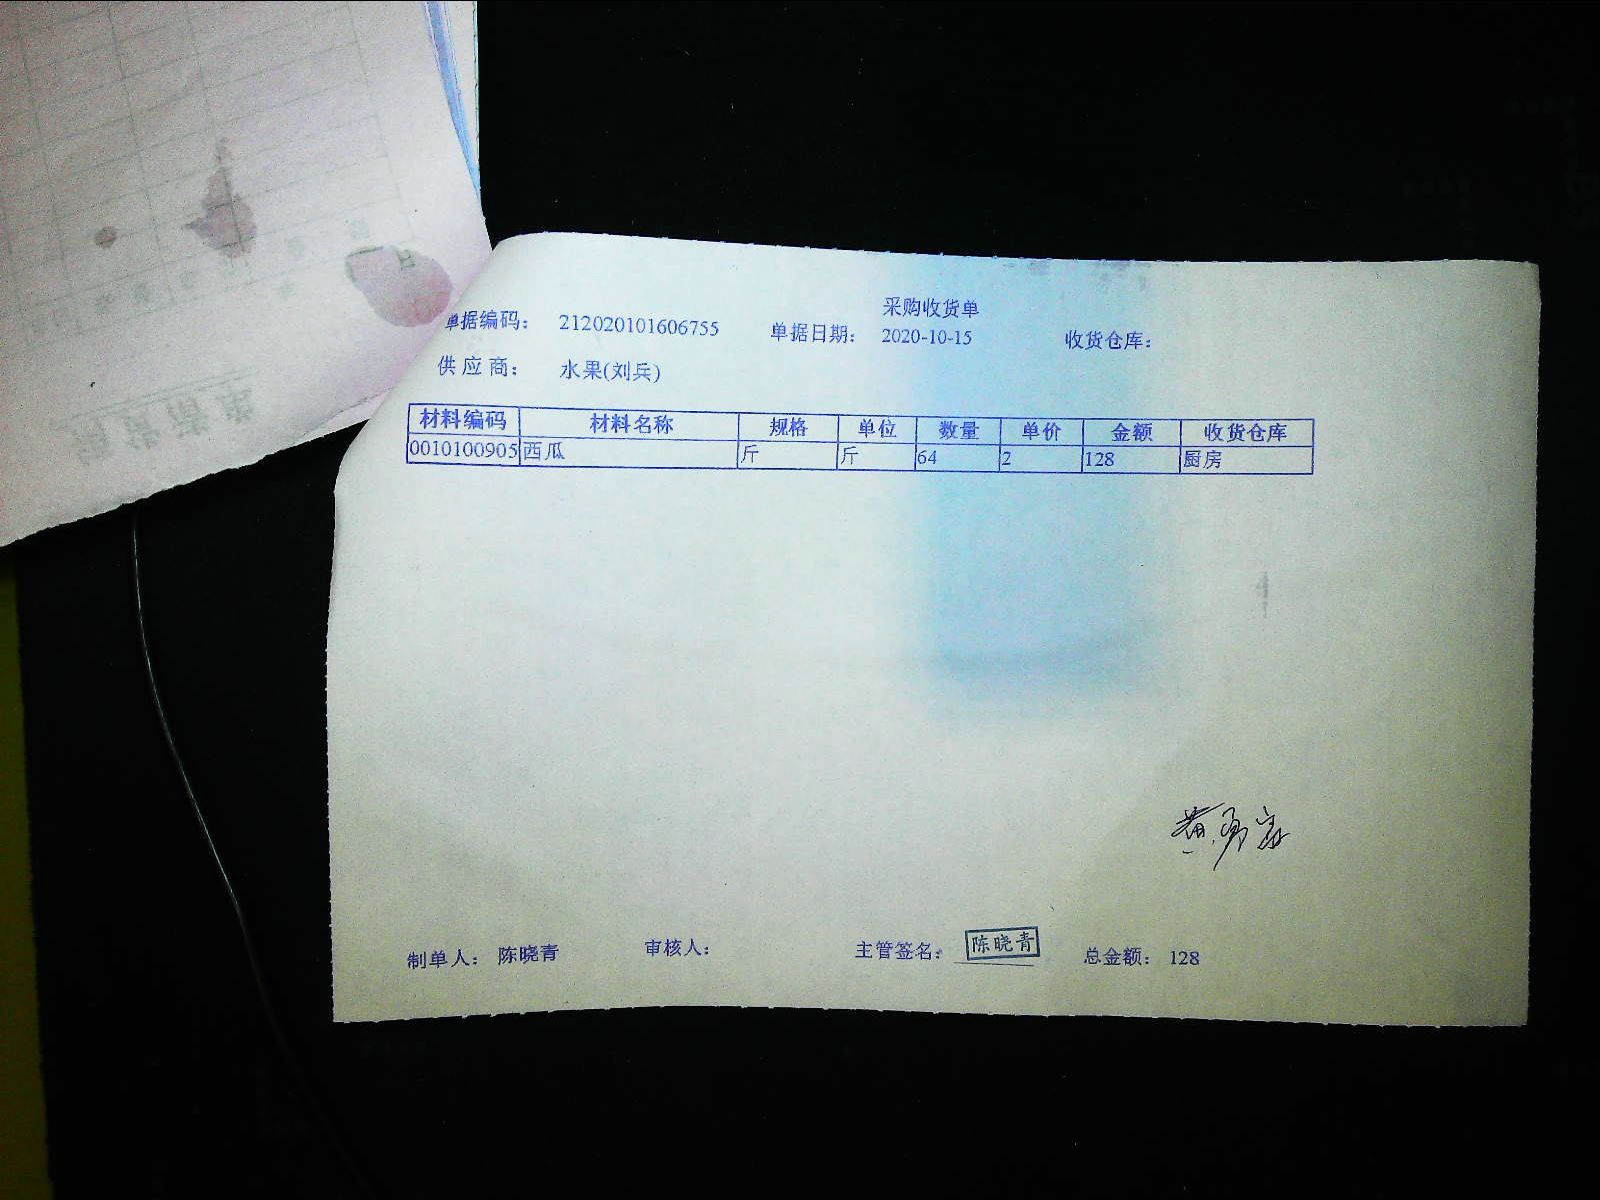 采购收货单
单据编码: 212020101606755 单据日期: 2020-10-15 收货仓库:
供应商: 水果(刘兵)
材料编码 材料名称 规格 单位 数量 单价 金额 收货仓库
0010100905 西瓜 斤 斤 64 2 128 厨房
制单人: 陈晓青 审核人: 主管签名: 陈晓青 总金额: 128